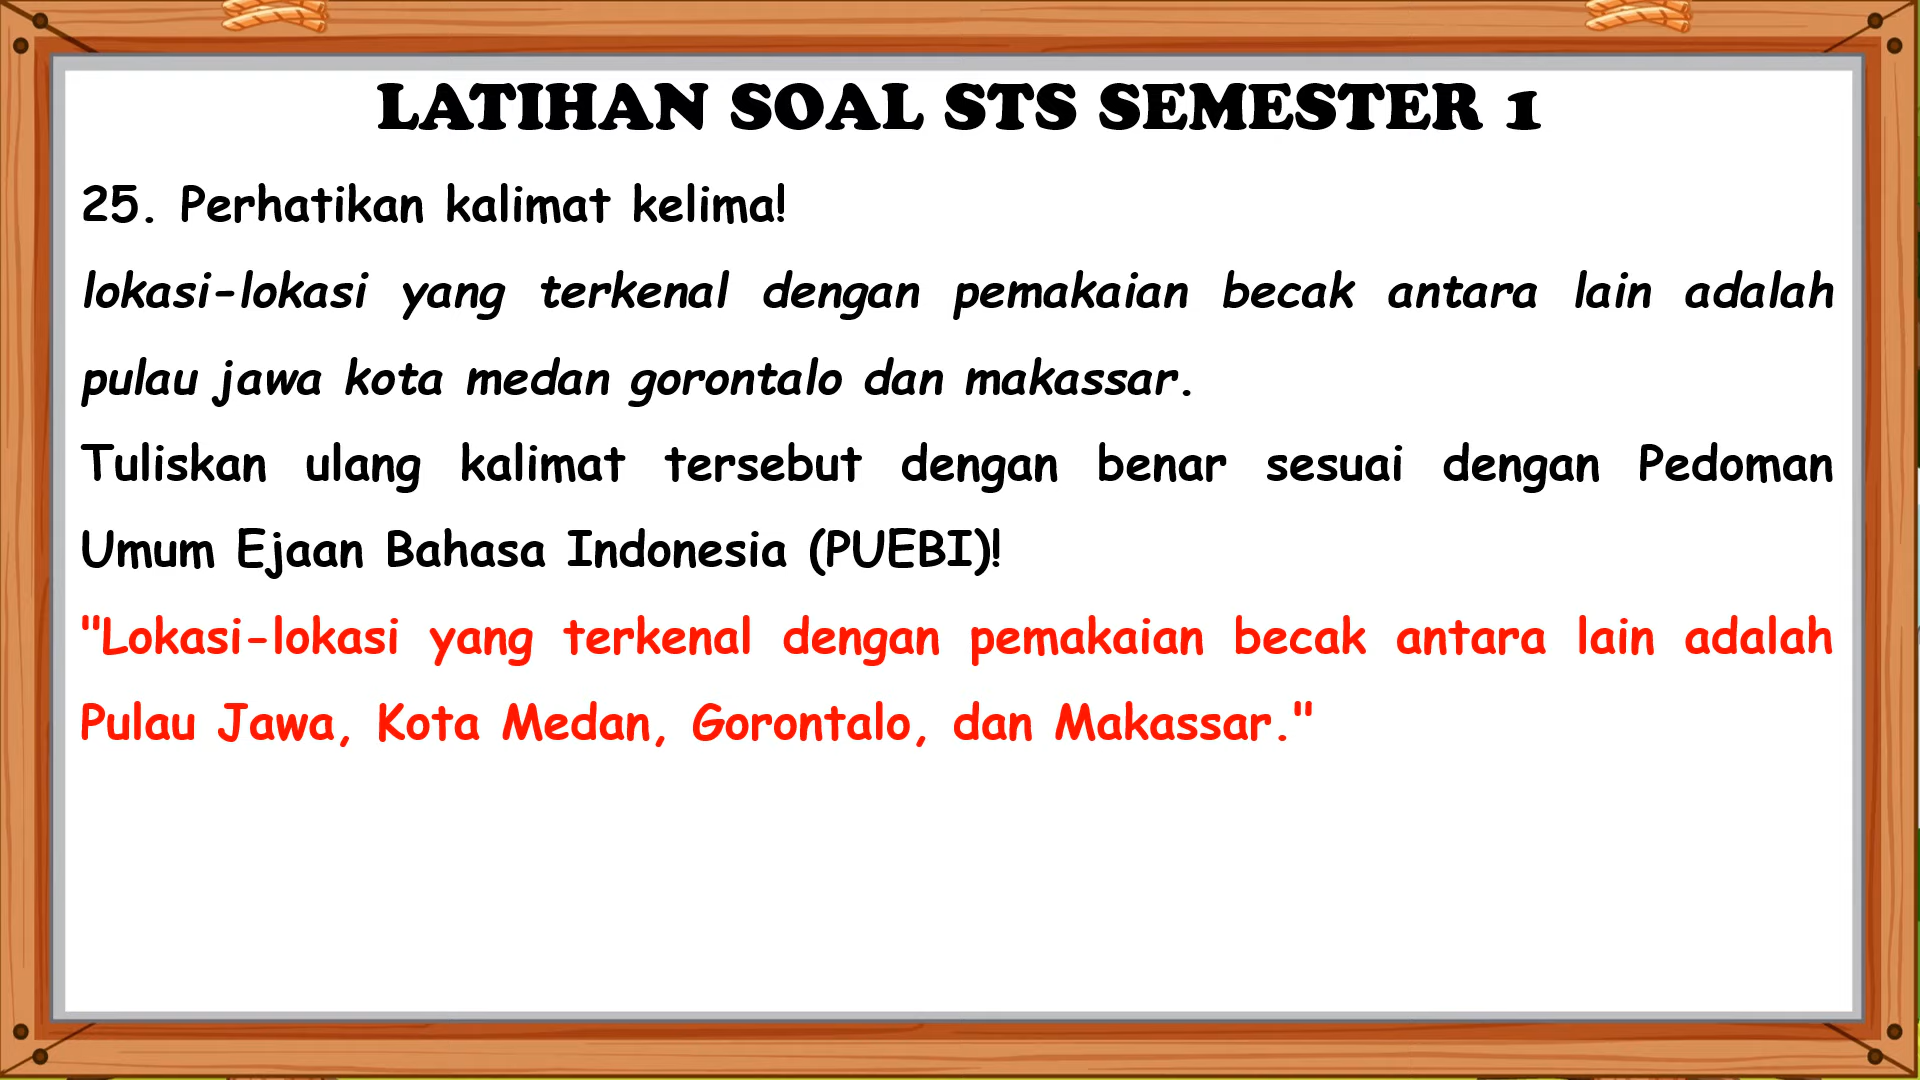 LATIHAN SOAL STS SEMESTER 1
25. Perhatikan kalimat kelima!
lokasi-lokasi yang terkenal dengan pemakaian becak antara lain adalah
pulau jawa kota medan gorontalo dan makassar.
Tuliskan ulang kalimat tersebut dengan benar sesuai dengan Pedoman
Umum Ejaan Bahasa Indonesia (PUEBI)!
"Lokasi-lokasi yang terkenal dengan pemakaian becak antara lain adalah
Pulau Jawa, Kota Medan, Gorontalo, dan Makassar."